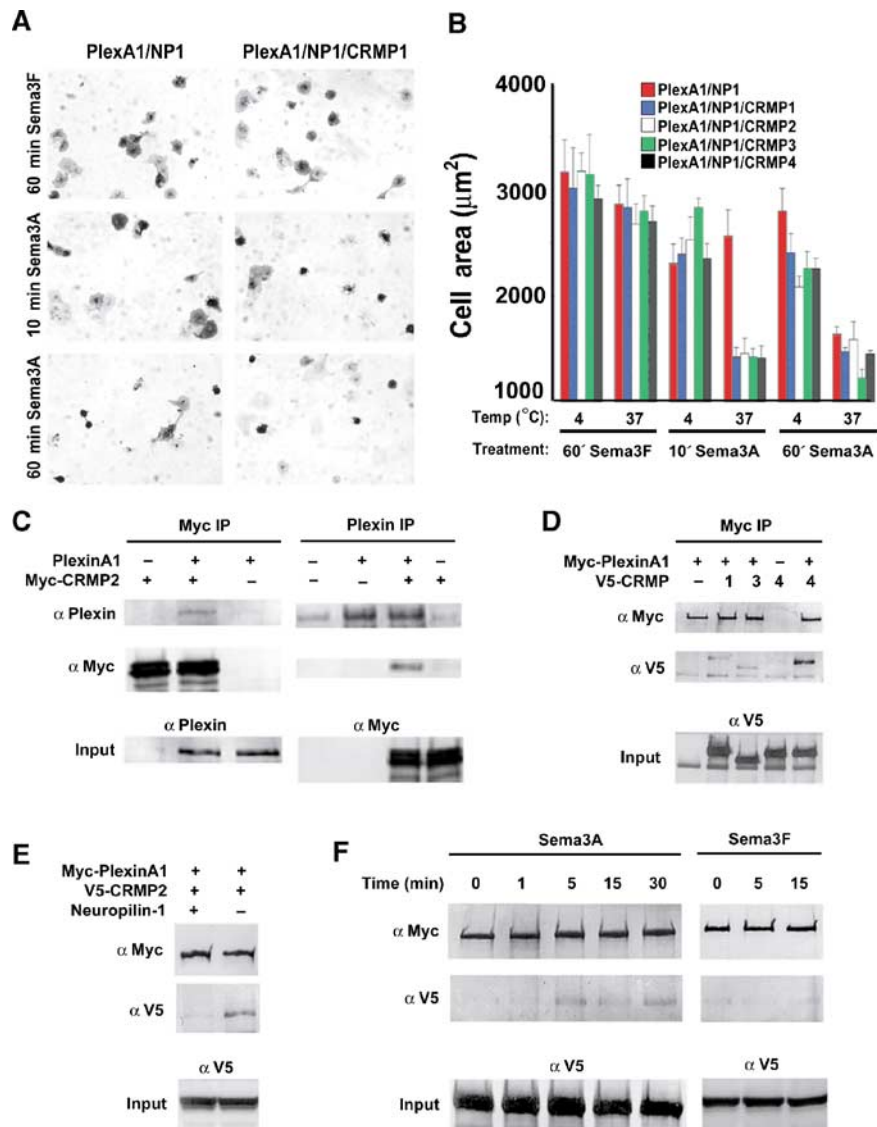 A
PlexA1/NP1 PlexA1/NP1/CRMP1
60 min Sema3F
10 min Sema3A
60 min Sema3A
B
4000
3000
2000
1000
Cell area (μm²)
PlexA1/NP1
PlexA1/NP1/CRMP1
PlexA1/NP1/CRMP2
PlexA1/NP1/CRMP3
PlexA1/NP1/CRMP4
Temp (°C): 4 37 4 37 4 37
Treatment: 60´ Sema3F 10´ Sema3A 60´ Sema3A
C
Myc IP Plexin IP
PlexinA1 – + + – + + –
Myc-CRMP2 + + – – – + +
α Plexin
α Myc
α Plexin α Myc
Input
D
Myc IP
Myc-PlexinA1 + + + – +
V5-CRMP – 1 3 4 4
α Myc
α V5
α V5
Input
E
Myc-PlexinA1 + +
V5-CRMP2 + +
Neuropilin-1 + –
α Myc
α V5
α V5
Input
F
Sema3A Sema3F
Time (min) 0 1 5 15 30 0 5 15
α Myc
α V5
α V5 α V5
Input